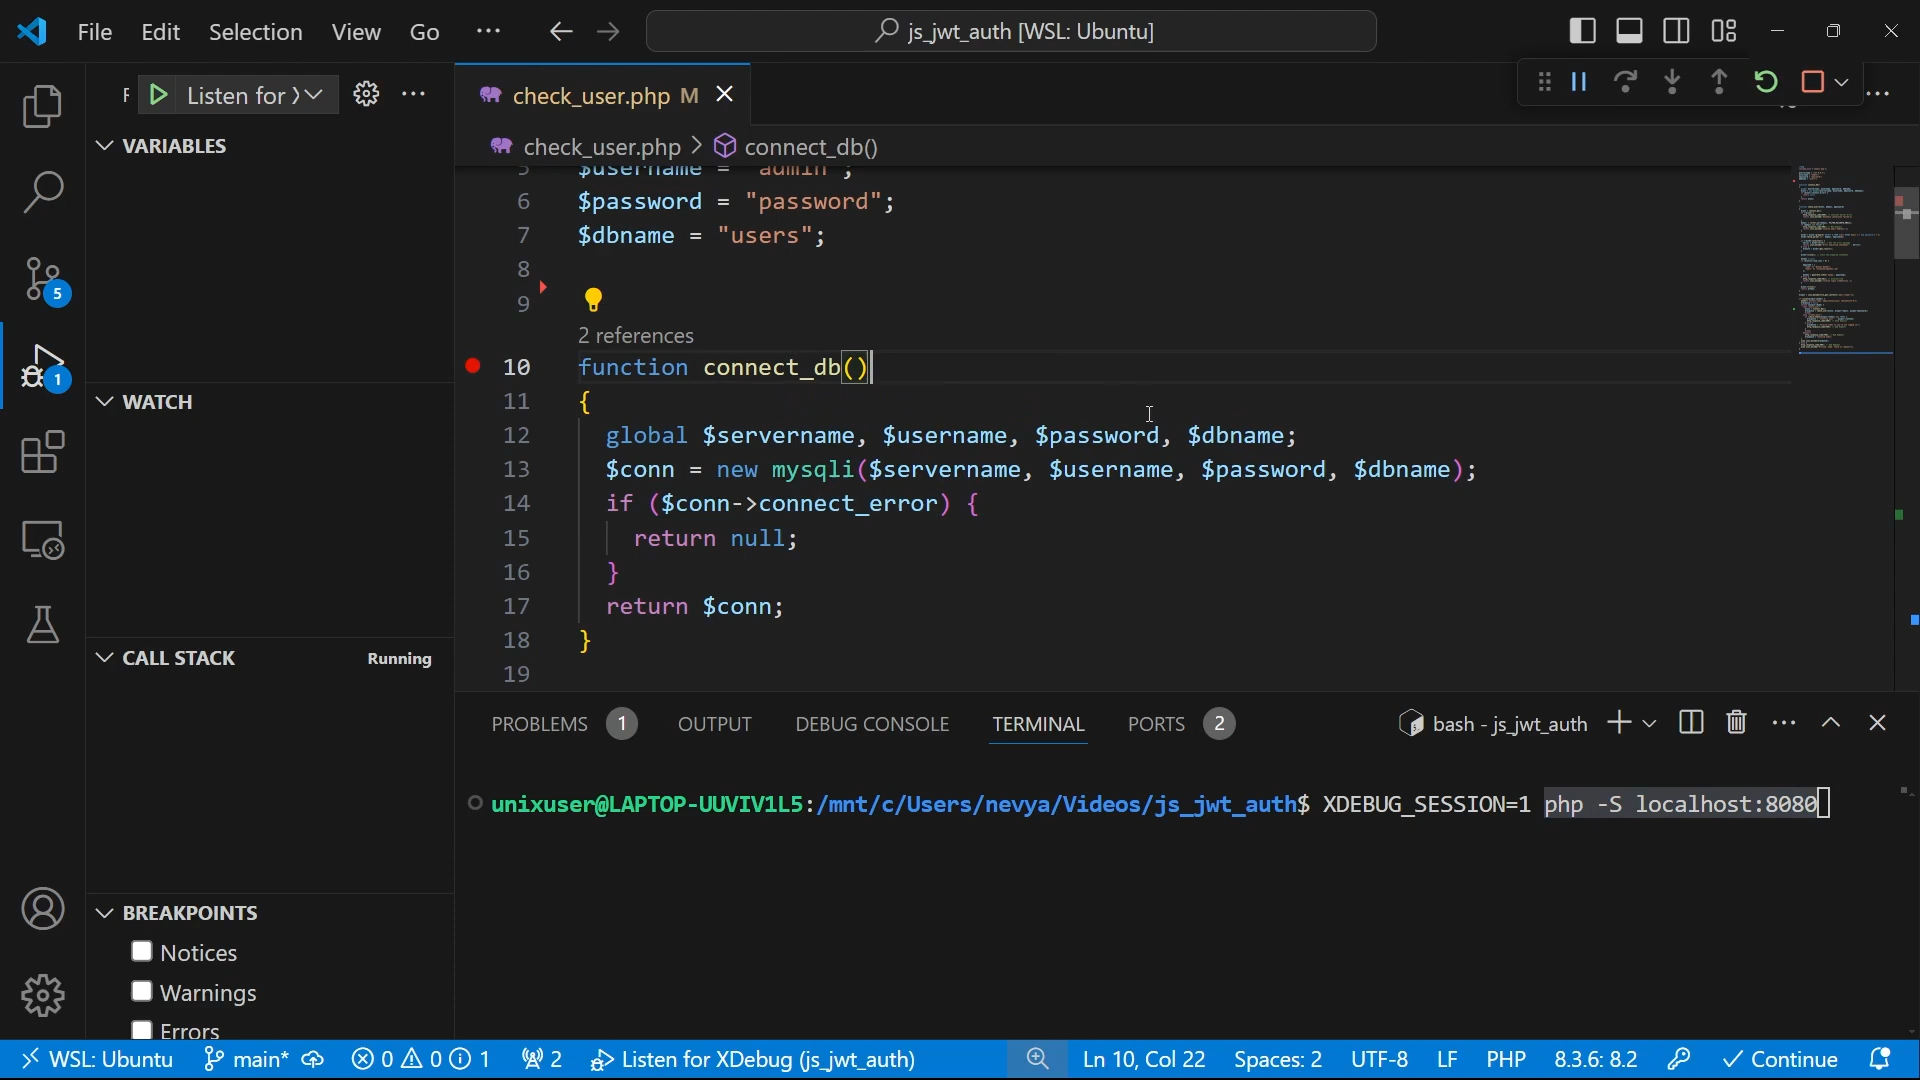 File Edit Selection View Go js_jwt_auth [WSL: Ubuntu]
Listen for
check_user.php M
VARIABLES
check_user.php > connect_db()
5 $username = "admin";
6 $password = "password";
7 $dbname = "users";
8
9
2 references
10 function connect_db()
11 {
12 global $servername, $username, $password, $dbname;
13 $conn = new mysqli($servername, $username, $password, $dbname);
14 if ($conn->connect_error) {
15 return null;
16 }
17 return $conn;
18 }
19
5
1
WATCH
CALL STACK Running
BREAKPOINTS
Notices
Warnings
Errors
PROBLEMS 1 OUTPUT DEBUG CONSOLE TERMINAL PORTS 2 bash - js_jwt_auth
unixuser@LAPTOP-UUVIV1L5:/mnt/c/Users/nevya/Videos/js_jwt_auth$ XDEBUG_SESSION=1 php -S localhost:8080
WSL: Ubuntu main* 0 0 1 2 Listen for XDebug (js_jwt_auth) Ln 10, Col 22 Spaces: 2 UTF-8 LF PHP 8.3.6: 8.2 Continue